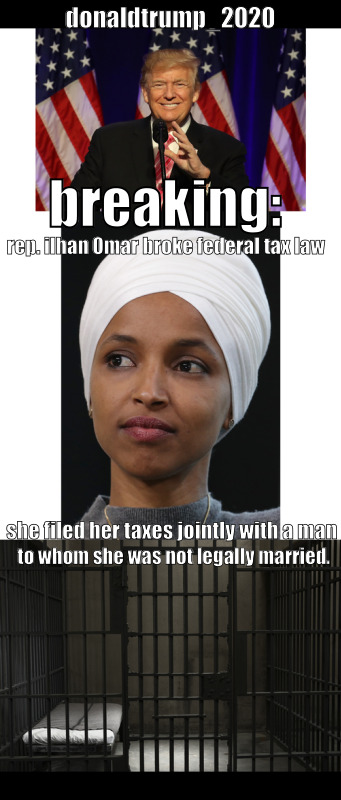 donaldtrump_2020
breaking:
rep. ilhan Omar broke federal tax law
she filed her taxes jointly with a man
to whom she was not legally married.